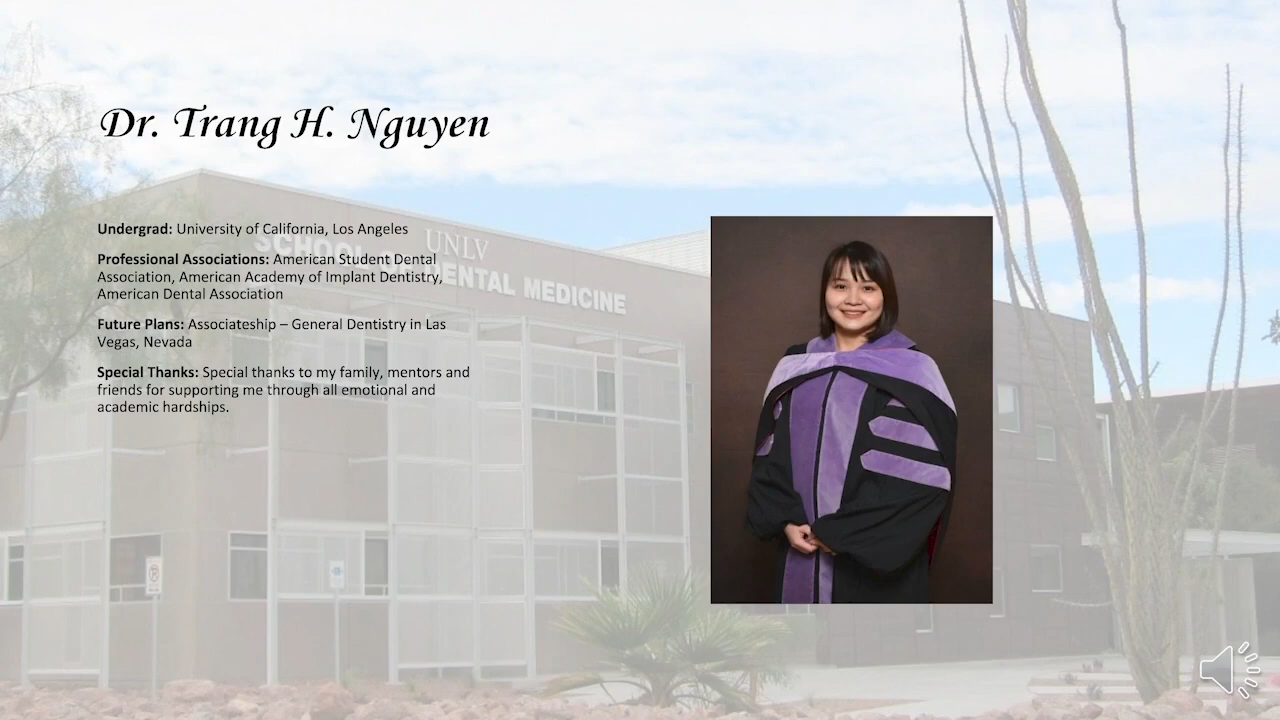 Dr. Trang H. Nguyen
Undergrad: University of California, Los Angeles
Professional Associations: American Student Dental
Association, American Academy of Implant Dentistry,
American Dental Association
Future Plans: Associateship – General Dentistry in Las
Vegas, Nevada
Special Thanks: Special thanks to my family, mentors and
friends for supporting me through all emotional and
academic hardships.
UNLV
SCHOOL
DENTAL MEDICINE